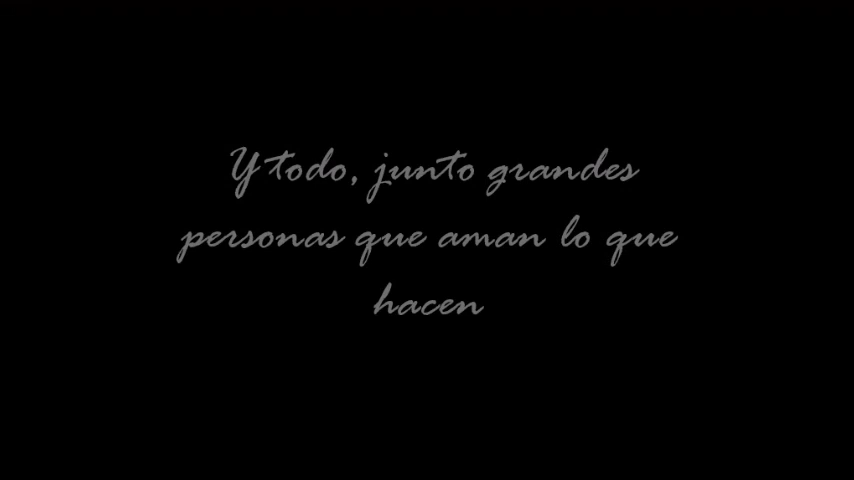 Y todo, junto grandes
personas que aman lo que
hacen